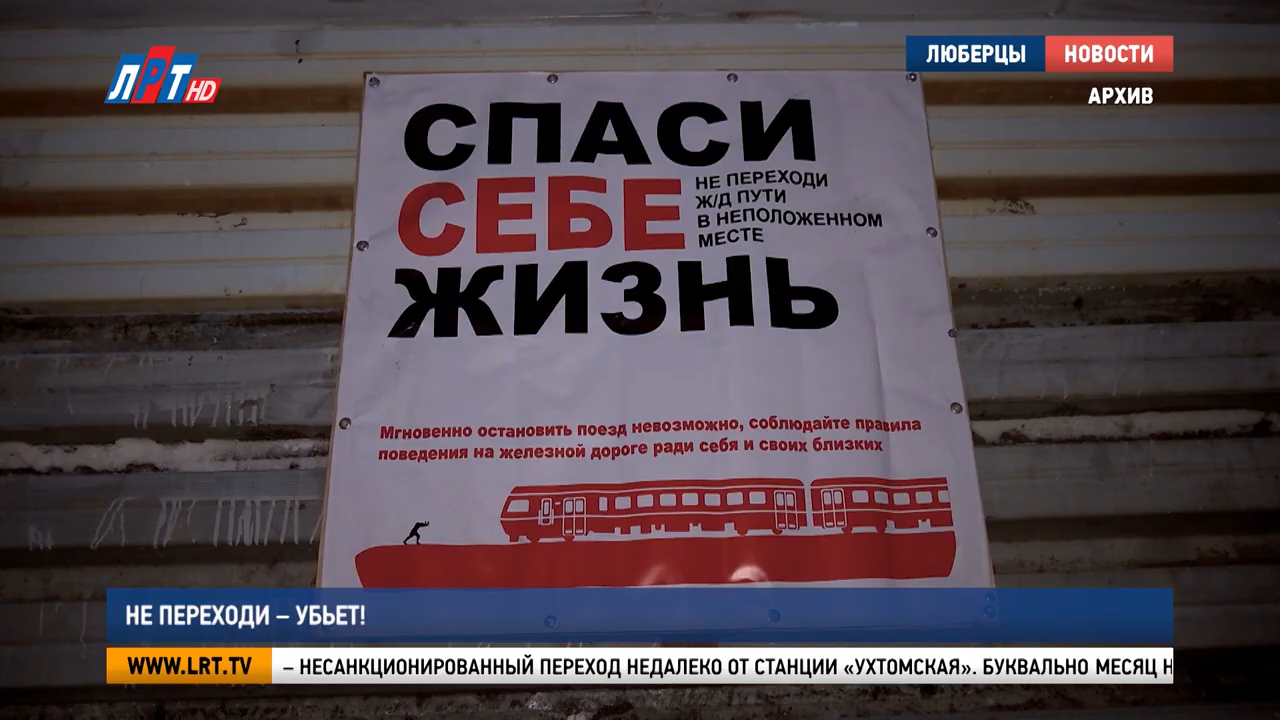 ЛРТ HD
ЛЮБЕРЦЫ НОВОСТИ
АРХИВ
СПАСИ
СЕБЕ
НЕ ПЕРЕХОДИ
Ж/Д ПУТИ
В НЕПОЛОЖЕННОМ
МЕСТЕ
ЖИЗНЬ
Мгновенно остановить поезд невозможно, соблюдайте правила
поведения на железной дороге ради себя и своих близких
НЕ ПЕРЕХОДИ – УБЬЕТ!
WWW.LRT.TV – НЕСАНКЦИОНИРОВАННЫЙ ПЕРЕХОД НЕДАЛЕКО ОТ СТАНЦИИ «УХТОМСКАЯ». БУКВАЛЬНО МЕСЯЦ Н